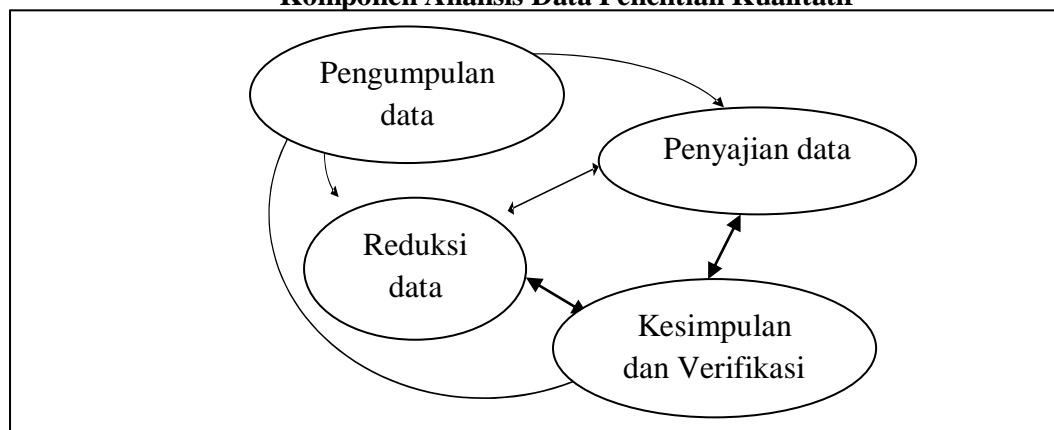 Komponen Analisis Data Penelitian Kualitatif
Pengumpulan
data
Penyajian data
Reduksi
data
Kesimpulan
dan Verifikasi